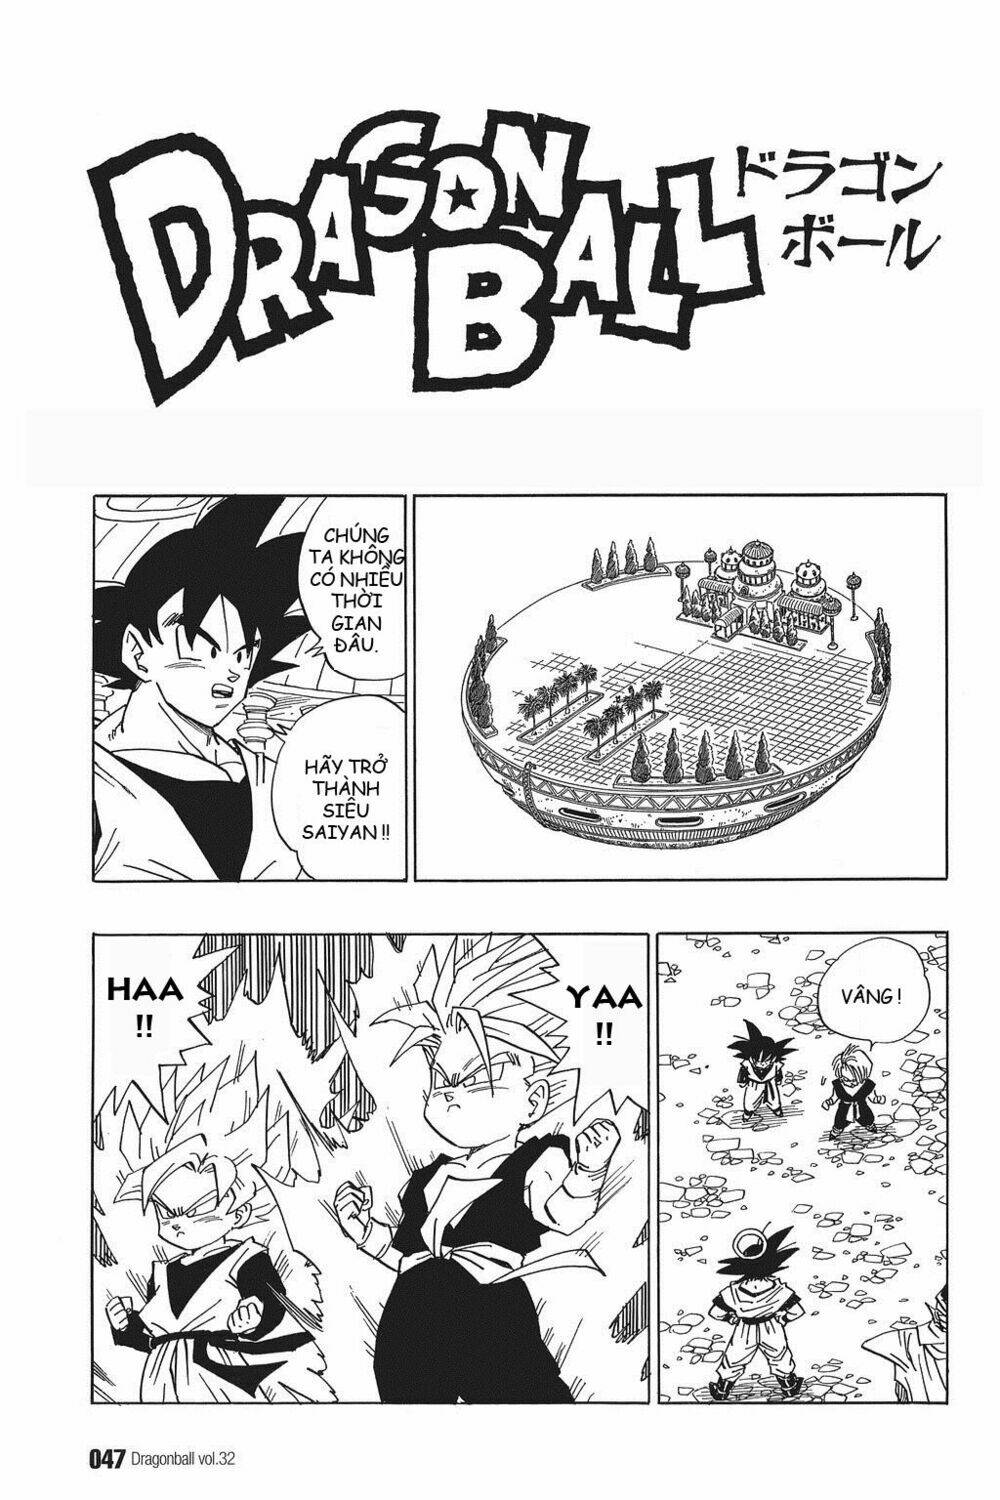 DRAGON
BALL
ドラゴン
ボール
CHÚNG
TA KHÔNG
CÓ NHIỀU
THỜI
GIAN
ĐÂU.
HÃY TRỞ
THÀNH
SIÊU
SAIYAN!!
HAA
!!
YAA
!!
VÂNG!
047 Dragonball vol.32